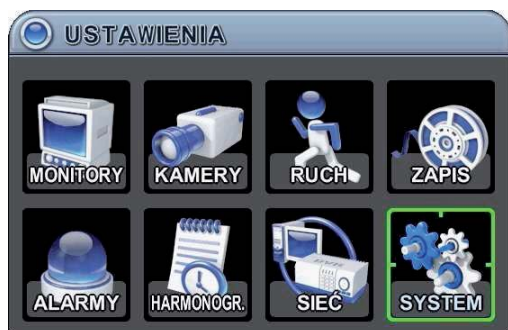 USTAWIENIA
MONITORY KAMERY RUCH ZAPIS
ALARMY HARMONOGR. SIEĆ SYSTEM